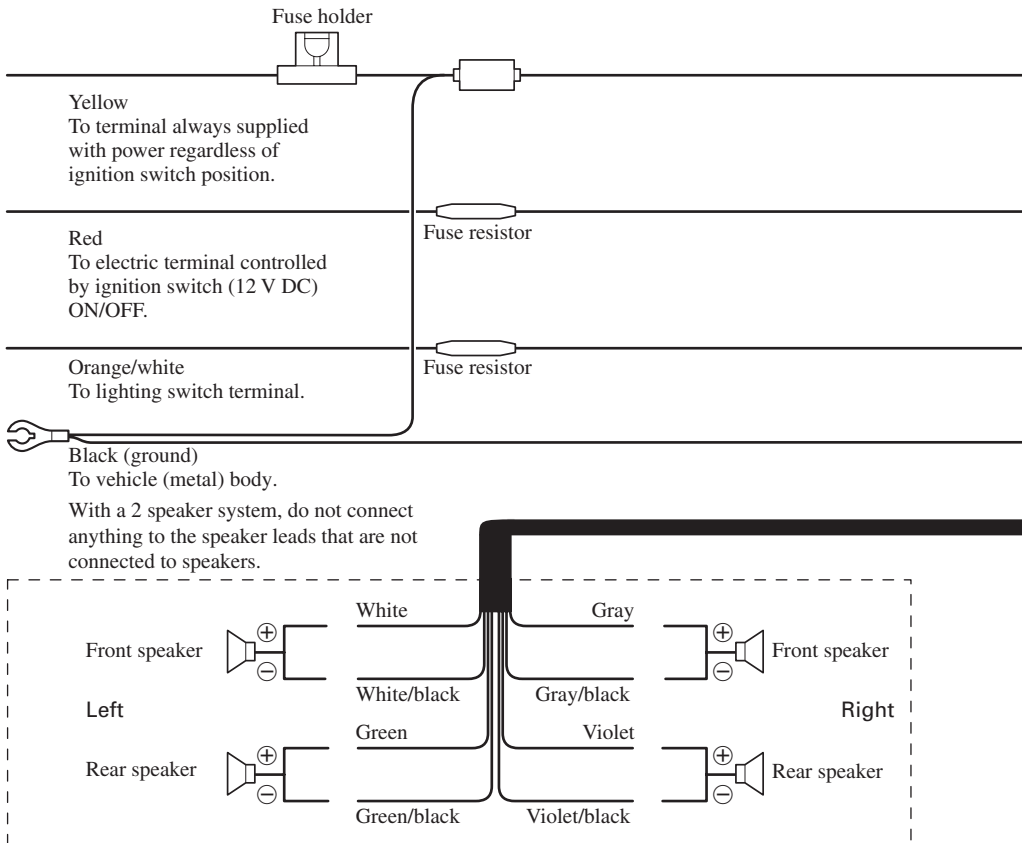 Fuse holder
Yellow
To terminal always supplied
with power regardless of
ignition switch position.
Red
To electric terminal controlled
by ignition switch (12 V DC)
ON/OFF.
Fuse resistor
Orange/white
To lighting switch terminal.
Fuse resistor
Black (ground)
To vehicle (metal) body.
With a 2 speaker system, do not connect
anything to the speaker leads that are not
connected to speakers.
White
Gray
Front speaker
+
−
+
−
Front speaker
White/black
Gray/black
Left
Right
Green
Violet
Rear speaker
+
−
+
−
Rear speaker
Green/black
Violet/black